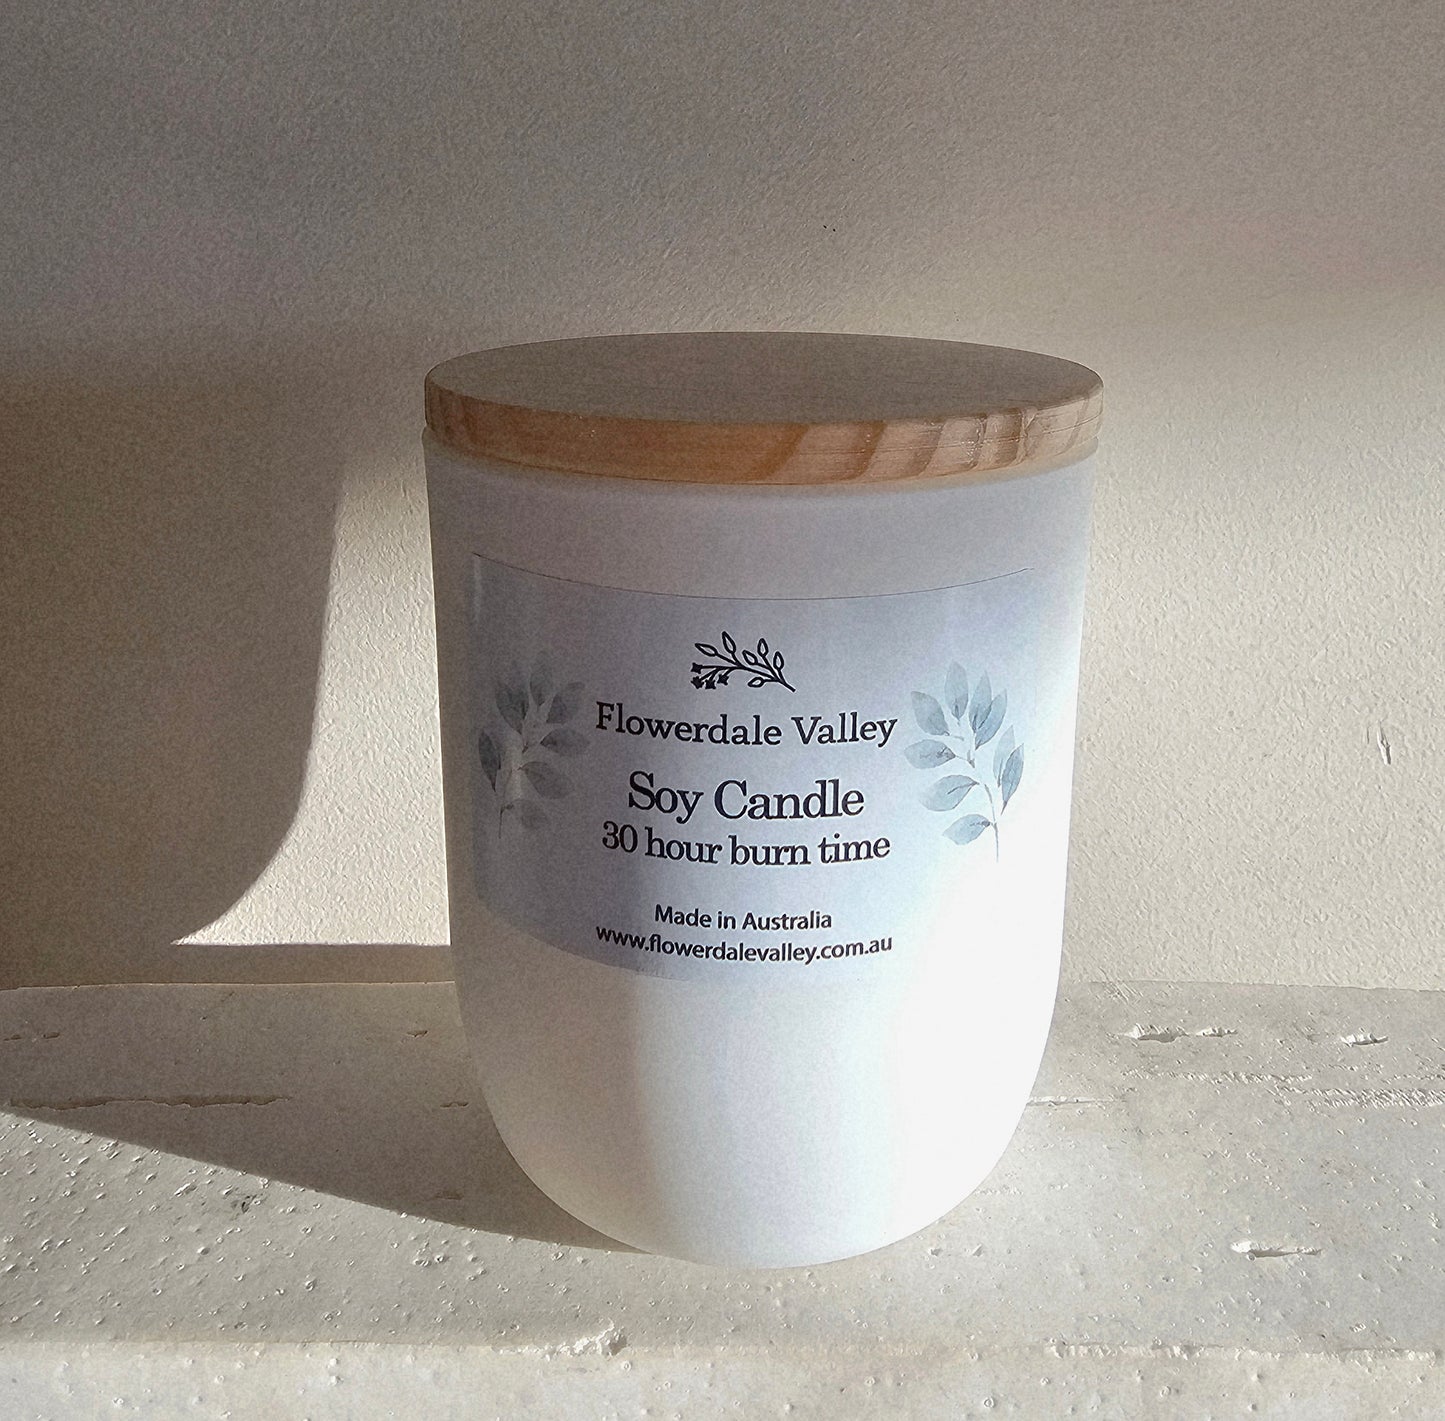 Flowerdale Valley
Soy Candle
30 hour burn time
Made in Australia
www.flowerdalevalley.com.au